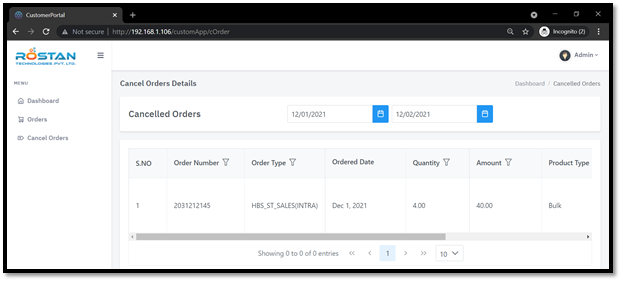 CustomerPortal
Not secure | http://192.168.1.106/customApp/cOrder
Incognito (2)
ROSTAN
TECHNOLOGIES PVT. LTD.
Admin
MENU
Dashboard
Orders
Cancel Orders
Cancel Orders Details
Dashboard / Cancelled Orders
Cancelled Orders
12/01/2021
12/02/2021
S.NO Order Number Order Type Ordered Date Quantity Amount Product Type
1 2031212145 HBS_ST_SALES(INTRA) Dec 1, 2021 4.00 40.00 Bulk
Showing 0 to 0 of 0 entries « ‹ 1 › » 10